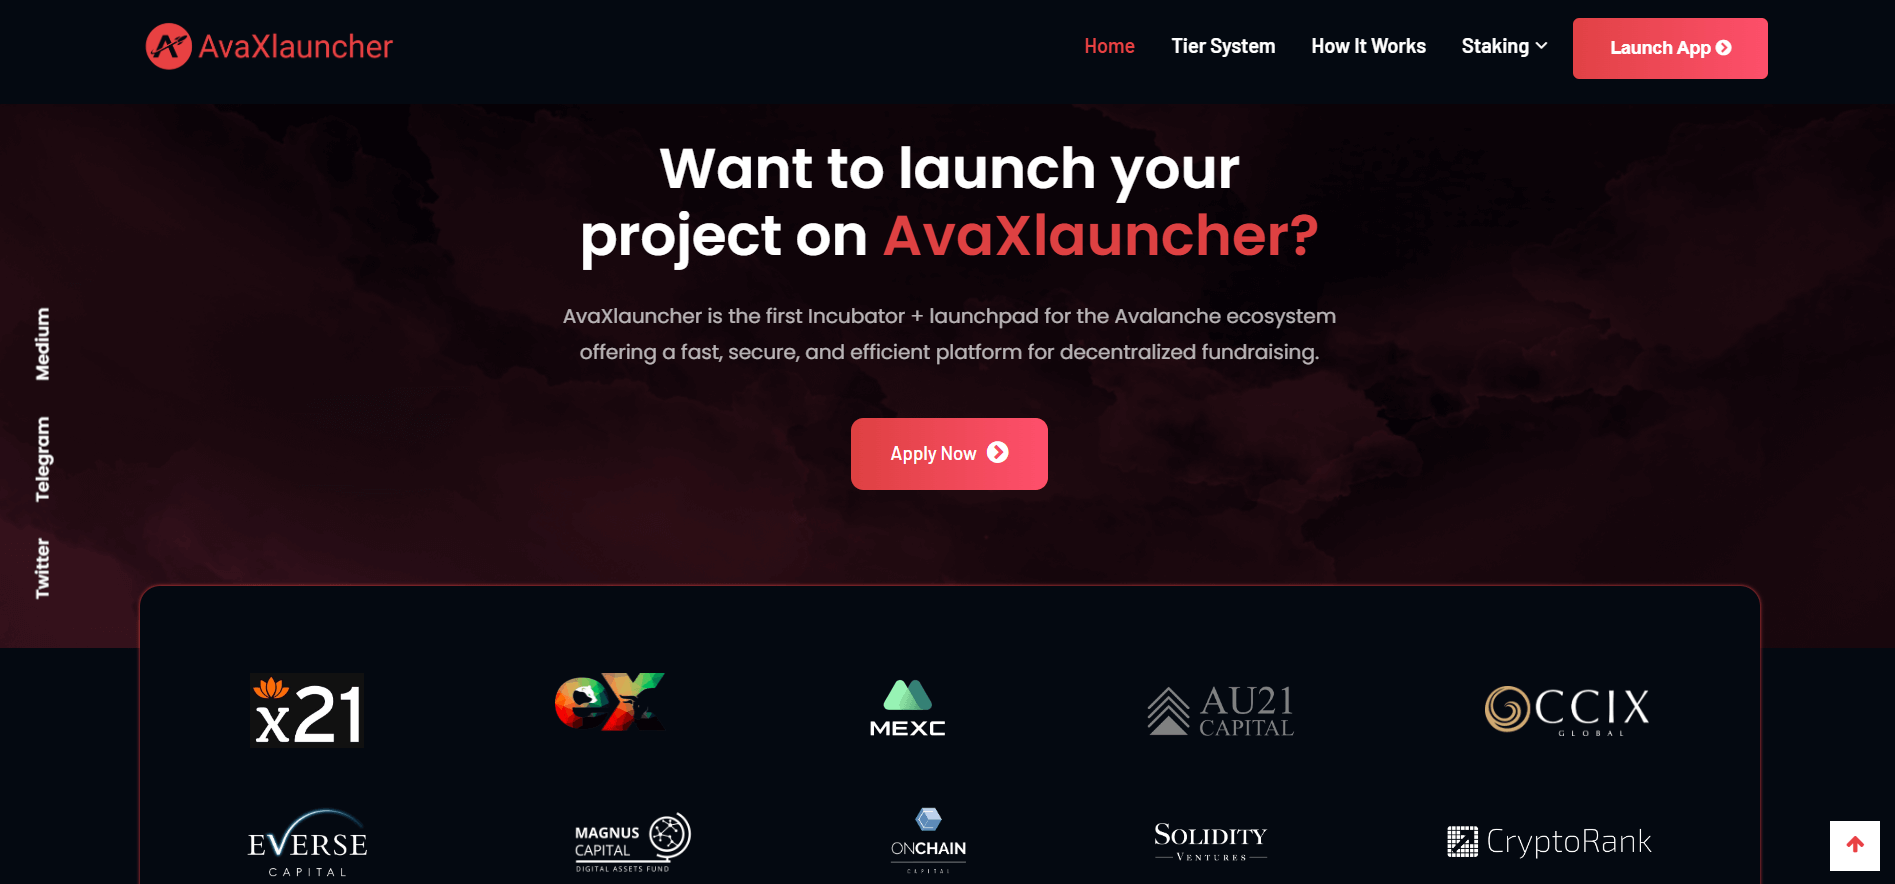 AvaXlauncher
Home
Tier System
How It Works
Staking
Launch App
Want to launch your
project on AvaXlauncher?
AvaXlauncher is the first Incubator + launchpad for the Avalanche ecosystem
offering a fast, secure, and efficient platform for decentralized fundraising.
Apply Now
Medium
Telegram
Twitter
x21
ex
MEXC
AU21
CAPITAL
CCIX
GLOBAL
EVERSE
CAPITAL
MAGNUS
CAPITAL
DIGITAL ASSETS FUND
ONCHAIN
CAPITAL
SOLIDITY
VENTURES
CryptoRank